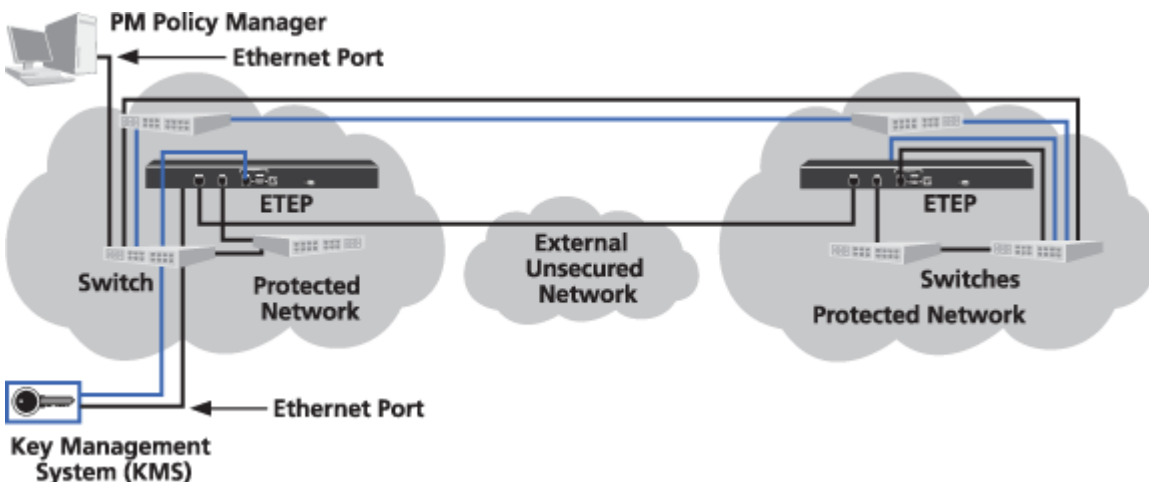 PM Policy Manager
Ethernet Port
ETEP
ETEP
Switch
Protected
Network
External
Unsecured
Network
Switches
Protected Network
Ethernet Port
Key Management
System (KMS)